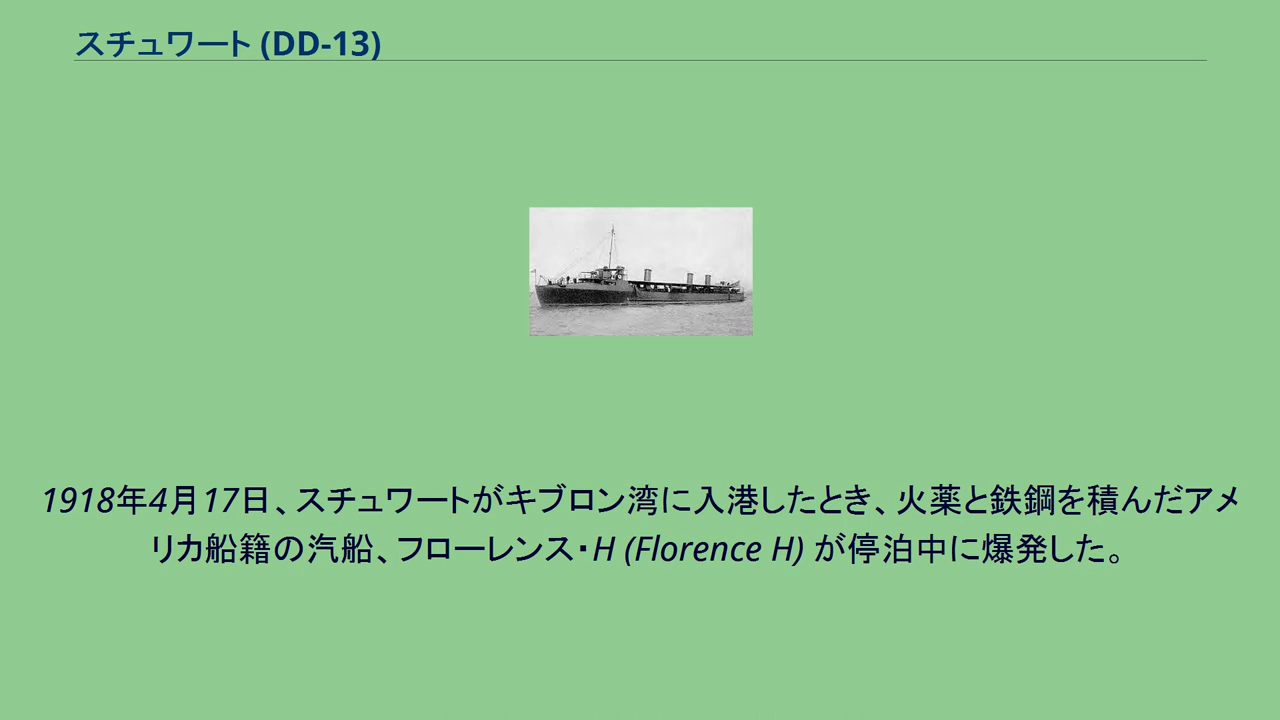 スチュワート (DD-13)
1918年4月17日、スチュワートがキブロン湾に入港したとき、火薬と鉄鋼を積んだアメ
リカ船籍の汽船、フローレンス・H (Florence H) が停泊中に爆発した。